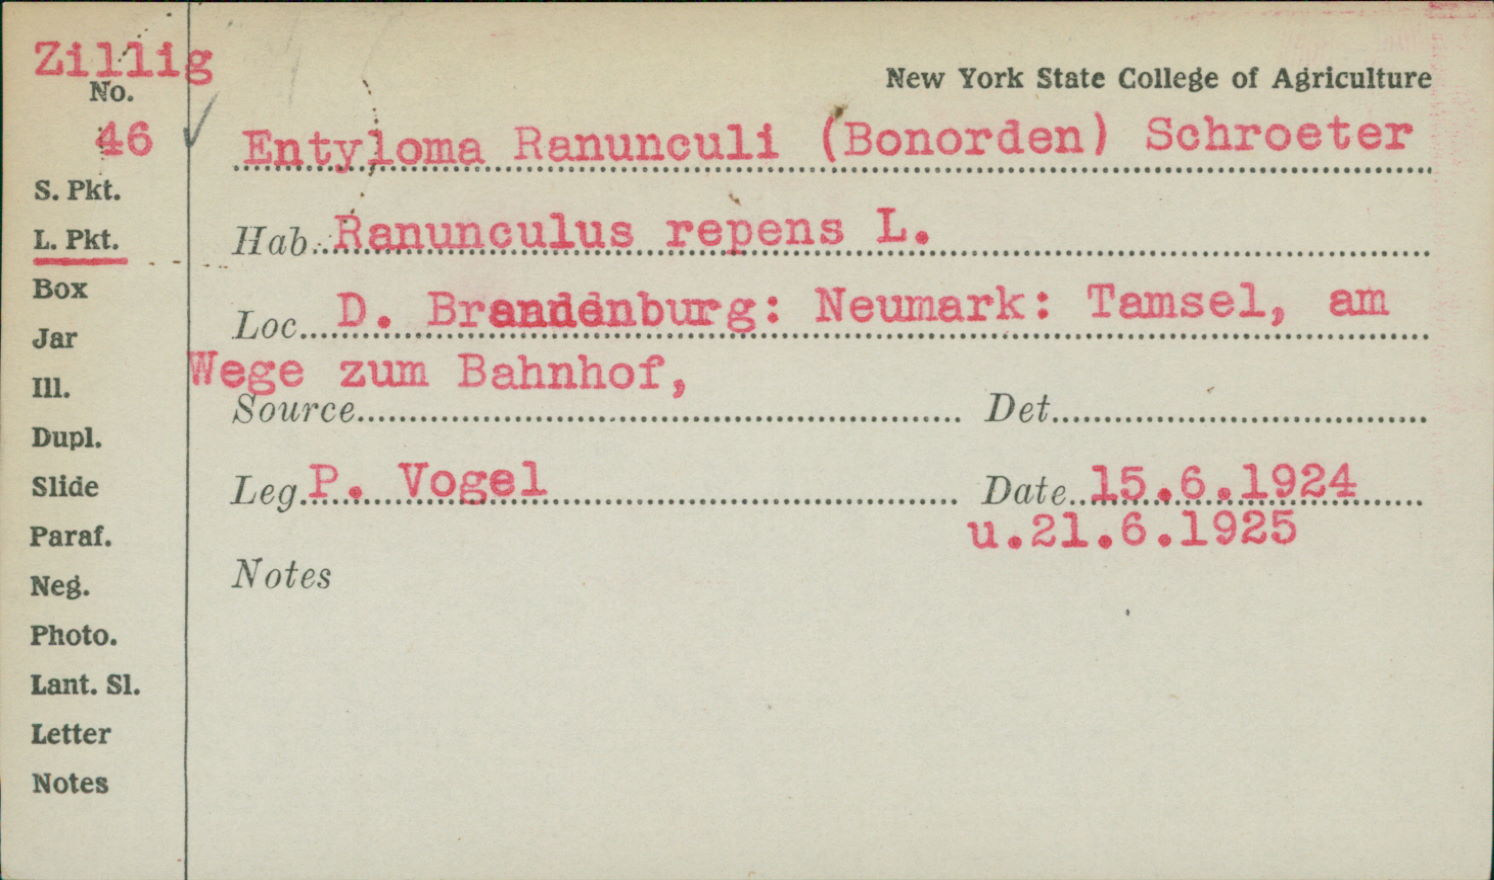 Zillig
No.
46
New York State College of Agriculture
Entyloma Ranunculi (Bonorden) Schroeter
S. Pkt.
L. Pkt.
Hab. Ranunculus repens L.
Box
Loc. D. Brandenburg: Neumark: Tamsel, am
Jar
Wege zum Bahnhof,
Ill.
Source Det.
Dupl.
Slide
Leg. P. Vogel Date 15.6.1924
u.21.6.1925
Paraf.
Neg.
Notes
Photo.
Lant. Sl.
Letter
Notes